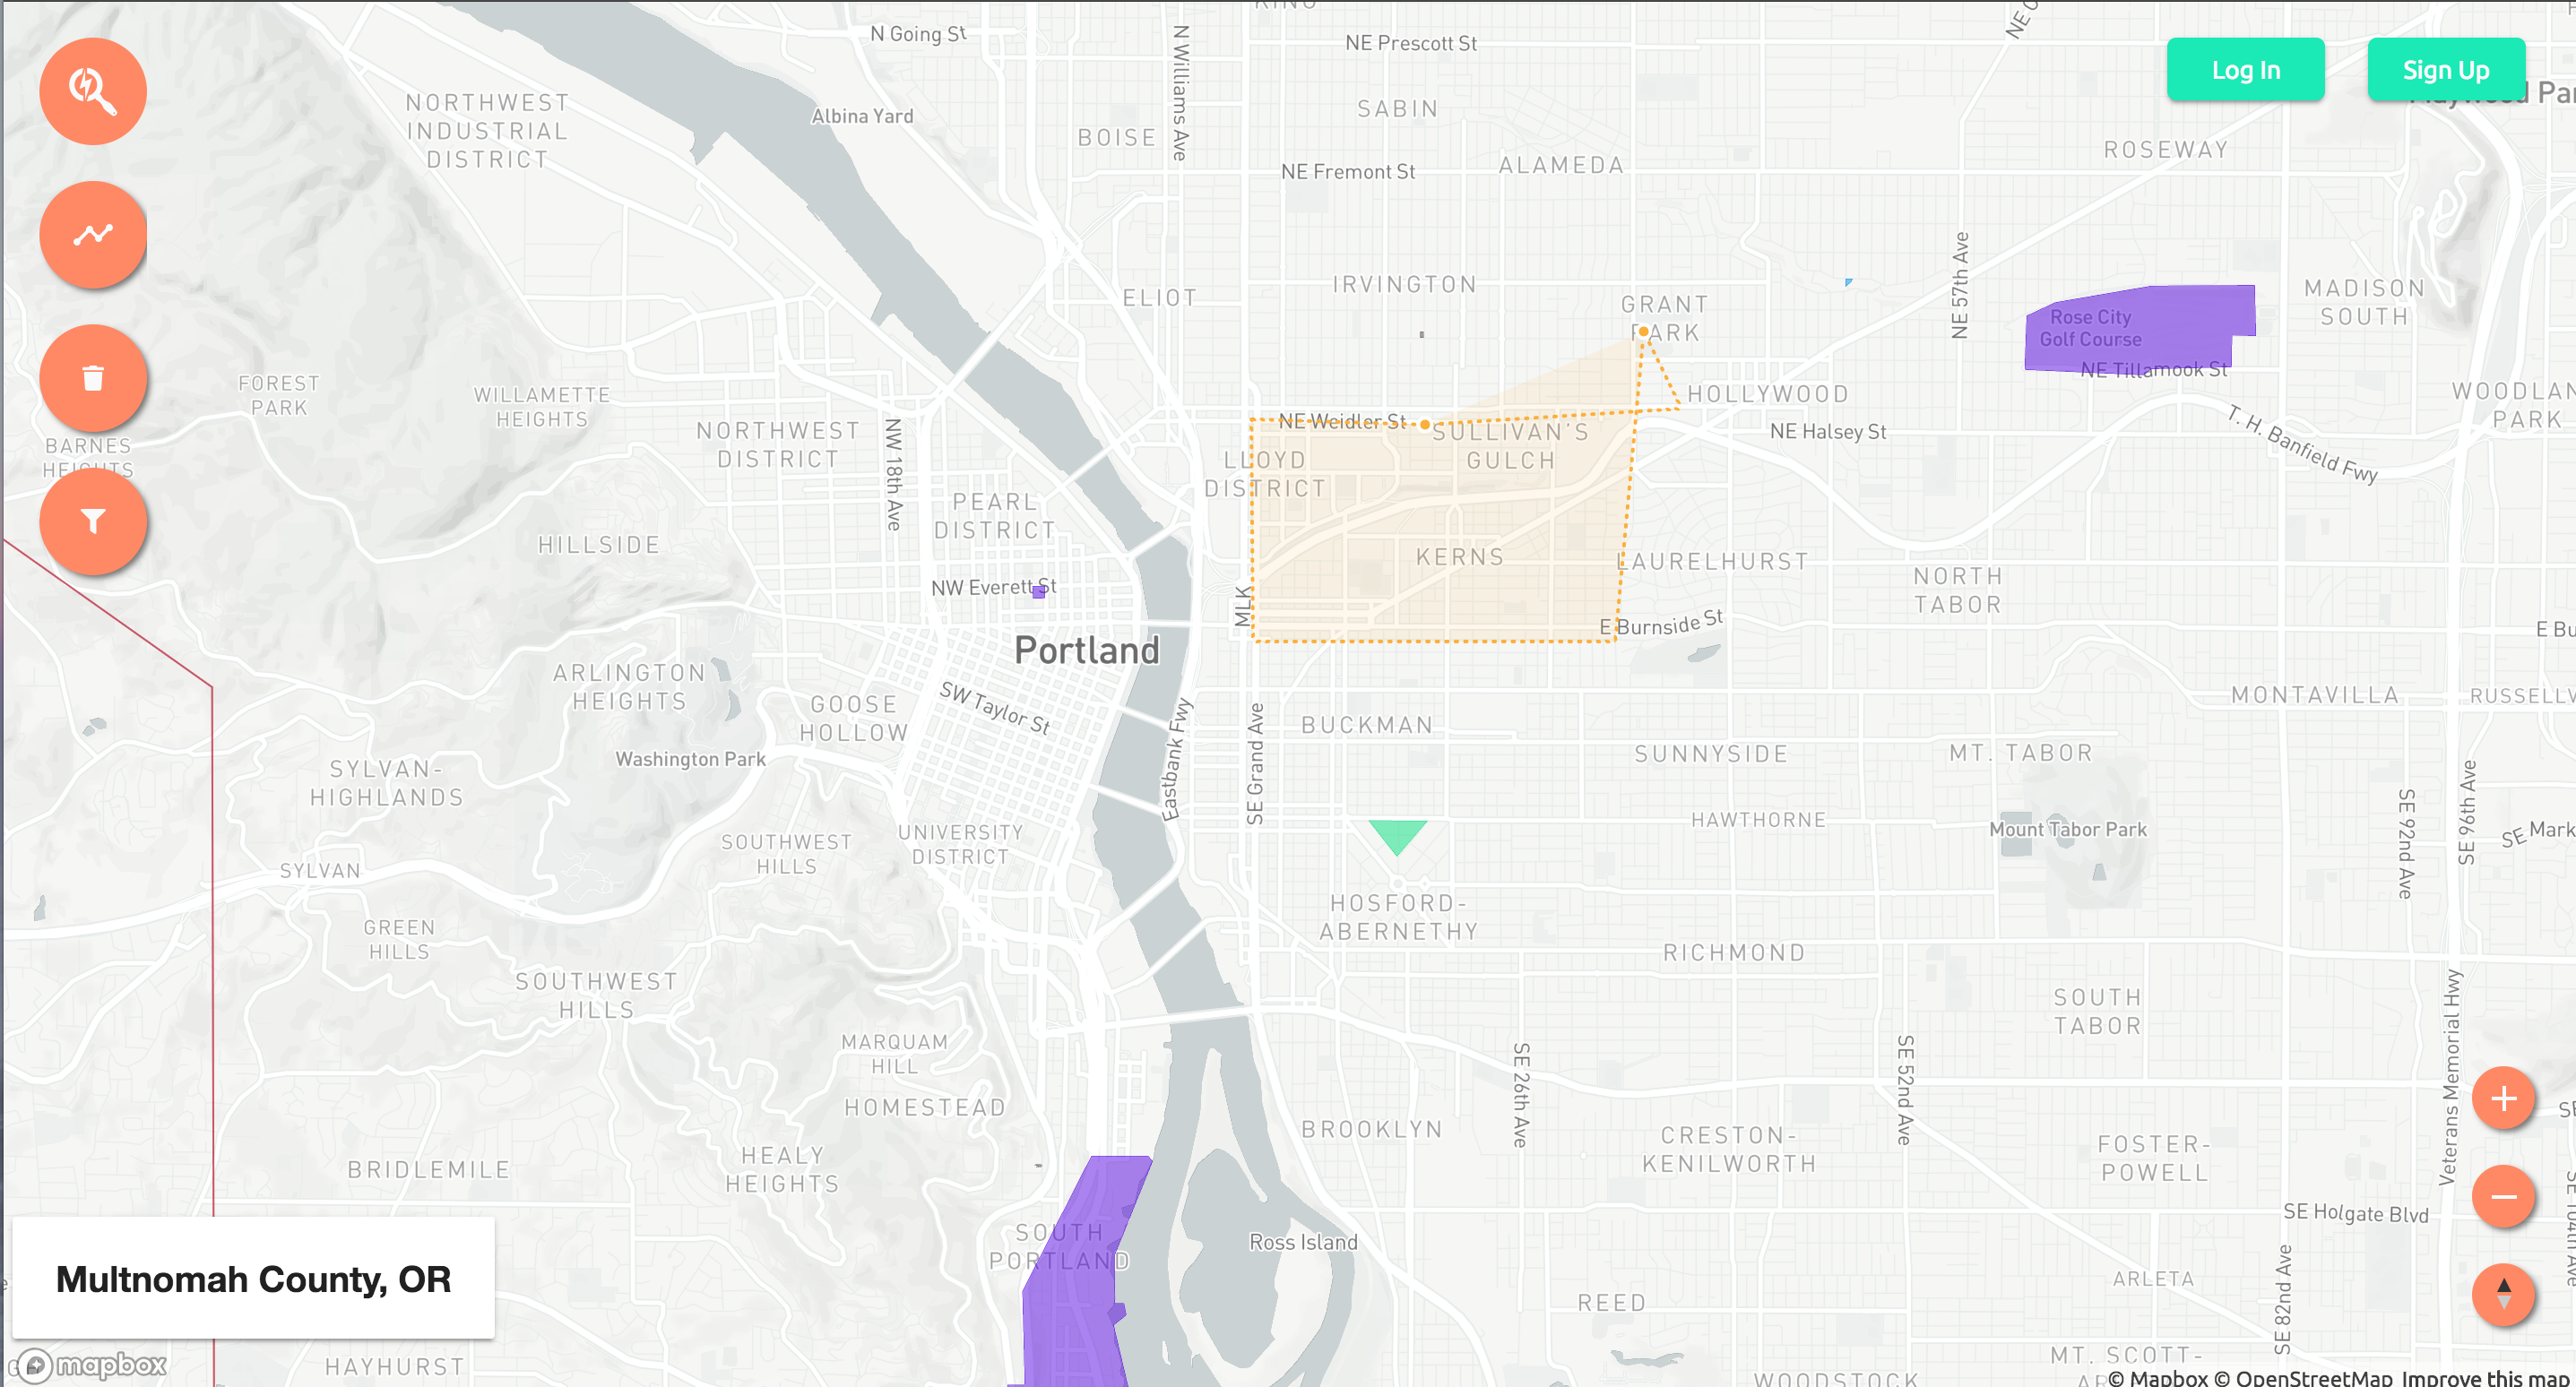 KING
N Going St
NE Prescott St
Log In
Sign Up
NORTHWEST
INDUSTRIAL
DISTRICT
Albina Yard
N Williams Ave
SABIN
BOISE
NE Fremont St
ALAMEDA
ROSEWAY
NE 57th Ave
IRVINGTON
ELIOT
GRANT
PARK
MADISON
SOUTH
Rose City
Golf Course
NE Tillamook St
FOREST
PARK
WILLAMETTE
HEIGHTS
HOLLYWOOD
NORTHWEST
DISTRICT
NW 18th Ave
NE Weidler St
SULLIVAN'S
GULCH
NE Halsey St
T. H. Banfield Fwy
BARNES
HEIGHTS
LLOYD
DISTRICT
PEARL
DISTRICT
HILLSIDE
KERNS
LAURELHURST
NORTH
TABOR
NW Everett St
MLK
E Burnside St
E Bu
Portland
ARLINGTON
HEIGHTS
GOOSE
HOLLOW
SW Taylor St
Eastbank Fwy
SE Grand Ave
BUCKMAN
MONTAVILLA
RUSSELLV
Washington Park
SUNNYSIDE
MT. TABOR
SYLVAN-
HIGHLANDS
UNIVERSITY
DISTRICT
SOUTHWEST
HILLS
HAWTHORNE
Mount Tabor Park
SE 92nd Ave
SE 96th Ave
SE Mark
SYLVAN
GREEN
HILLS
HOSFORD-
ABERNETHY
RICHMOND
SOUTHWEST
HILLS
SOUTH
TABOR
MARQUAM
HILL
HOMESTEAD
SE 26th Ave
SE 52nd Ave
Veterans Memorial Hwy
BROOKLYN
CRESTON-
KENILWORTH
FOSTER-
POWELL
BRIDLEMILE
HEALY
HEIGHTS
SOUTH
PORTLAND
Ross Island
SE Holgate Blvd
SE 104th Ave
Multnomah County, OR
REED
ARLETA
SE 82nd Ave
mapbox
HAYHURST
WOODSTOCK
MT. SCOTT-
© Mapbox © OpenStreetMap Improve this map